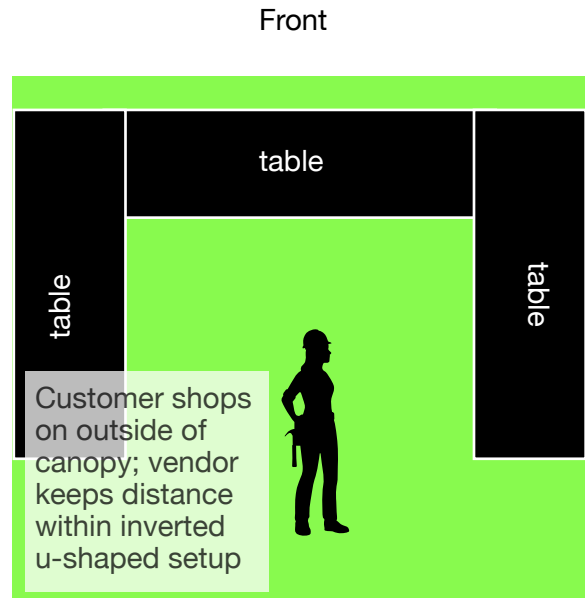 Front
table
table
table
Customer shops
on outside of
canopy; vendor
keeps distance
within inverted
u-shaped setup